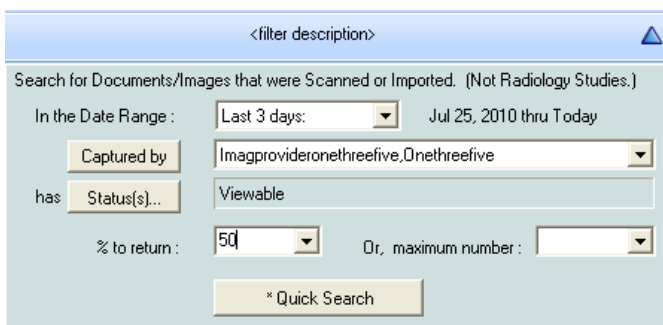 <filter description>
Search for Documents/Images that were Scanned or Imported. (Not Radiology Studies.)
In the Date Range : Last 3 days: Jul 25, 2010 thru Today
Captured by Imagprovideronethreefive,Onethreefive
has Status(s)... Viewable
% to return : 50 Or, maximum number :
* Quick Search